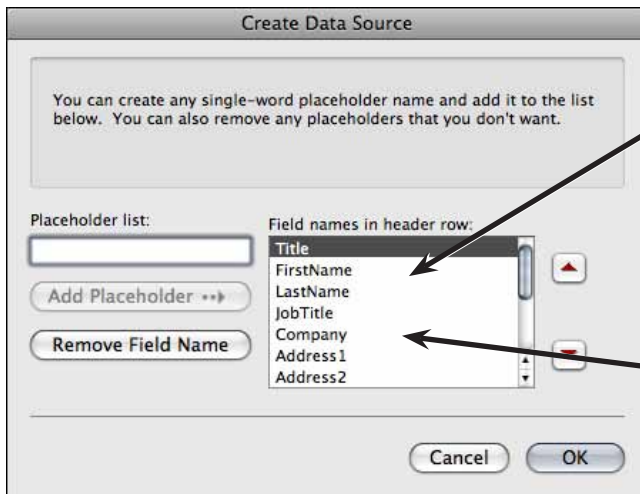 Create Data Source
You can create any single-word placeholder name and add it to the list
below. You can also remove any placeholders that you don't want.
Placeholder list:
Field names in header row:
Title
FirstName
LastName
JobTitle
Company
Address1
Address2
Add Placeholder
Remove Field Name
Cancel
OK